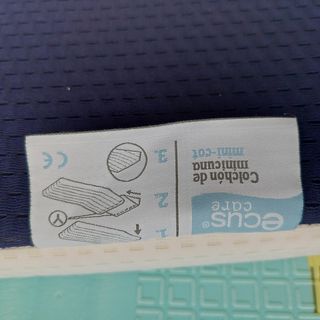 ecus®
care
Colchón de
minicuna
mini-cot
1.
2.
3.
CE